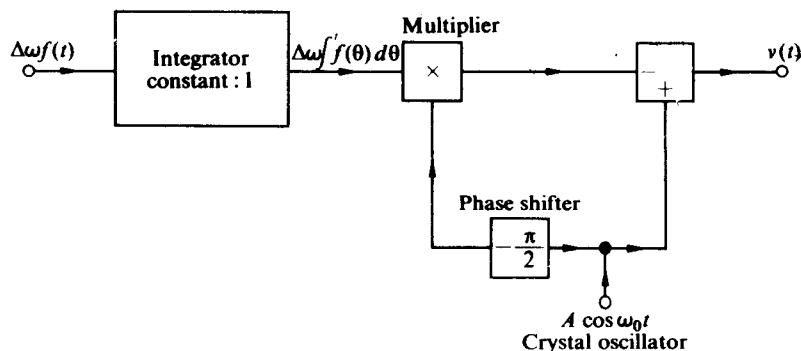 Δωf(t)
Integrator
constant : 1
Δω∫ᵗf(θ) dθ
Multiplier
×
−
+
v(t)
Phase shifter
−π/2
A cos ω₀t
Crystal oscillator